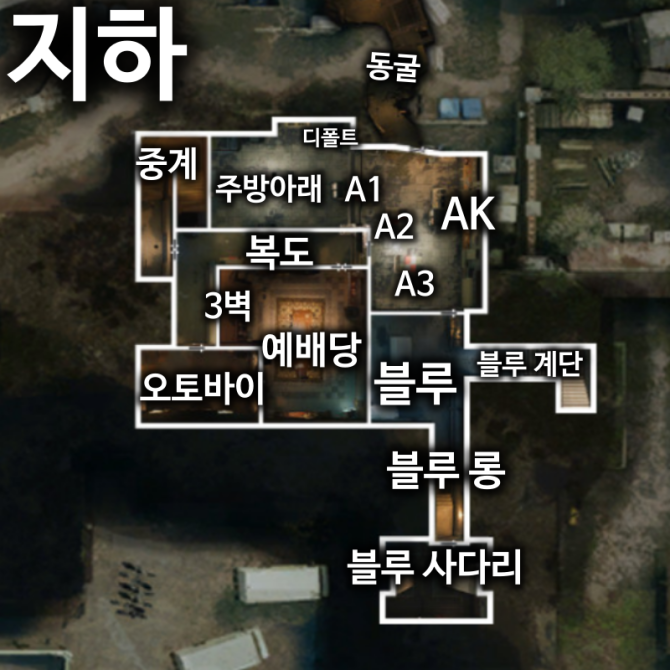 지하
동굴
디폴트
중계
주방아래
A1
A2
AK
복도
A3
3벽
예배당
오토바이
블루
블루 계단
블루 롱
블루 사다리